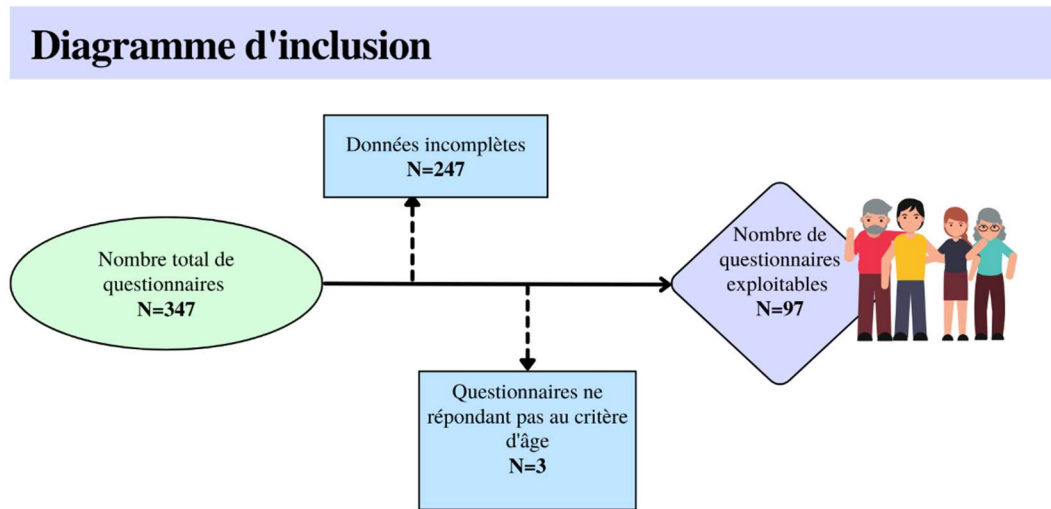 Diagramme d'inclusion
Données incomplètes
N=247
Nombre total de
questionnaires
N=347
Nombre de
questionnaires
exploitables
N=97
Questionnaires ne
répondant pas au critère
d'âge
N=3